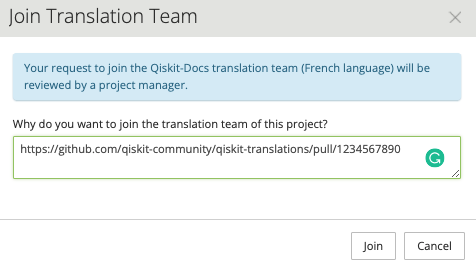 Join Translation Team
Your request to join the Qiskit-Docs translation team (French language) will be
reviewed by a project manager.
Why do you want to join the translation team of this project?
https://github.com/qiskit-community/qiskit-translations/pull/1234567890
Join
Cancel